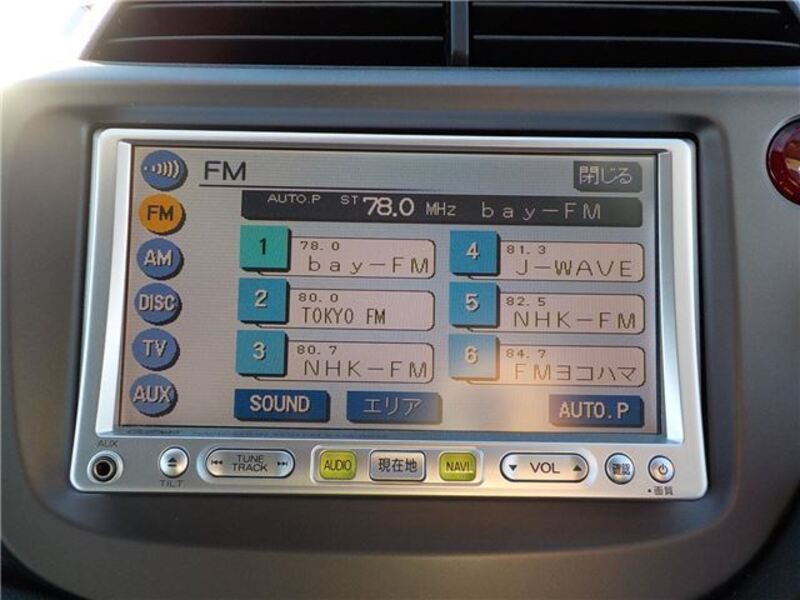 FM
閉じる
AUTO.P ST 78.0 MHz bay-FM
FM
AM
DISC
TV
AUX
1 78.0 bay-FM
2 80.0 TOKYO FM
3 80.7 NHK-FM
4 81.3 J-WAVE
5 82.5 NHK-FM
6 84.7 FMヨコハマ
SOUND
エリア
AUTO.P
AUX
TILT
TUNE
TRACK
AUDIO
現在地
NAVI
VOL
確認
画質